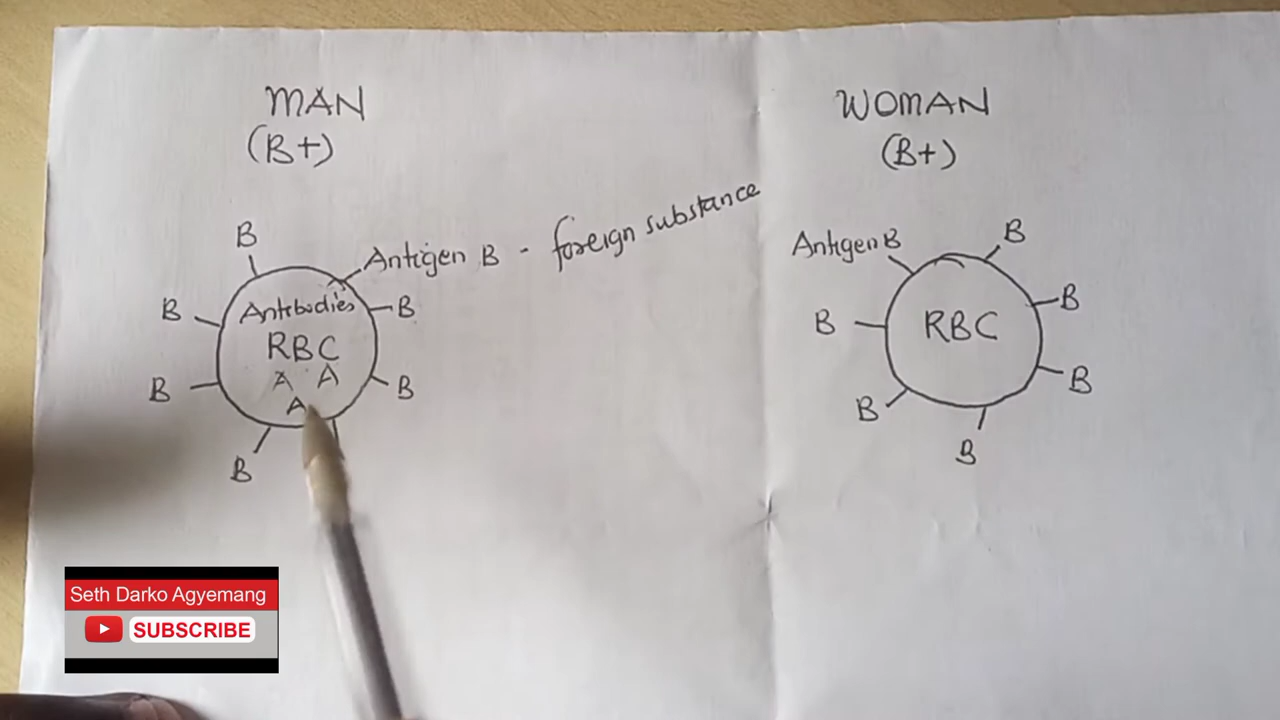 MAN
(B+)
B
Antigen B - foreign substance
B
B
B
B
B
Antibodies
RBC
A A
A
WOMAN
(B+)
Antigen B
B
B
B
B
B
B
RBC
Seth Darko Agyemang
SUBSCRIBE